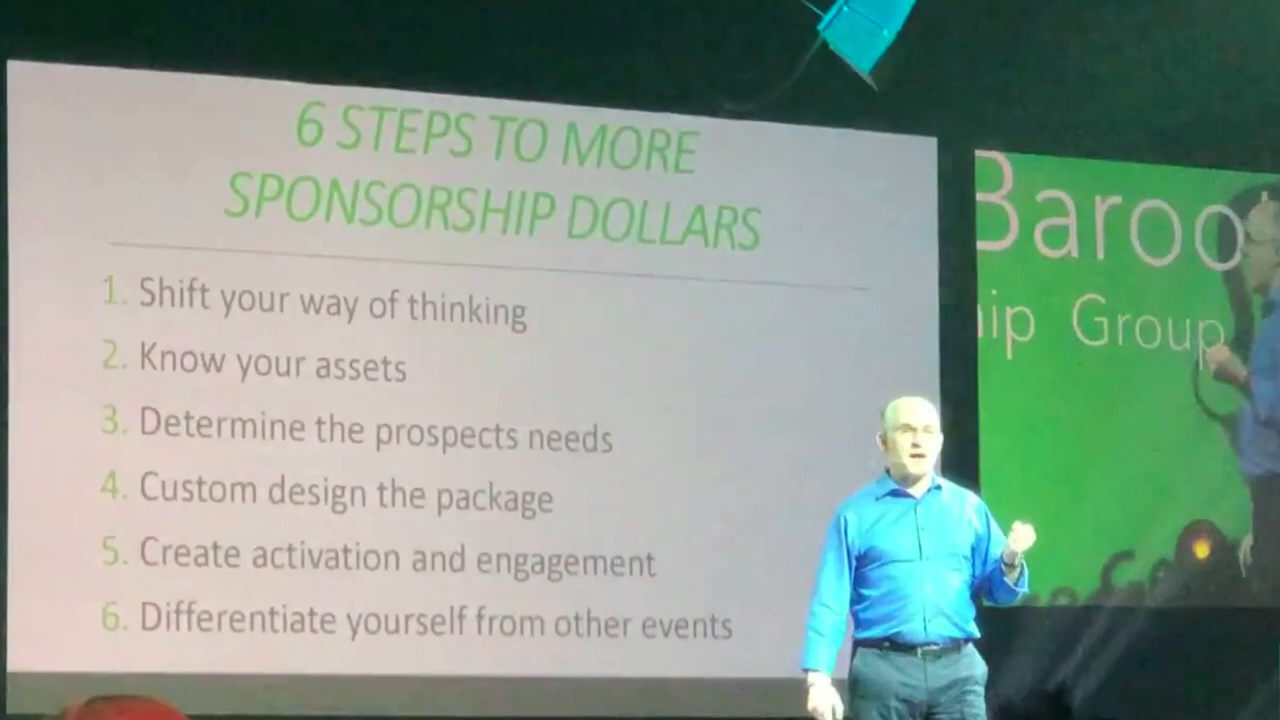 6 STEPS TO MORE
SPONSORSHIP DOLLARS
1. Shift your way of thinking
2. Know your assets
3. Determine the prospects needs
4. Custom design the package
5. Create activation and engagement
6. Differentiate yourself from other events
Baroo
ip Group